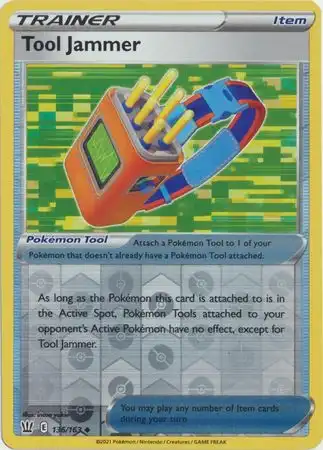 TRAINER Item
Tool Jammer
Pokémon Tool Attach a Pokémon Tool to 1 of your
Pokémon that doesn't already have a Pokémon Tool attached.
As long as the Pokémon this card is attached to is in
the Active Spot, Pokémon Tools attached to your
opponent's Active Pokémon have no effect, except for
Tool Jammer.
You may play any number of Item cards
during your turn.
Illus. inose yukie
E 136/163
©2021 Pokémon / Nintendo / Creatures / GAME FREAK